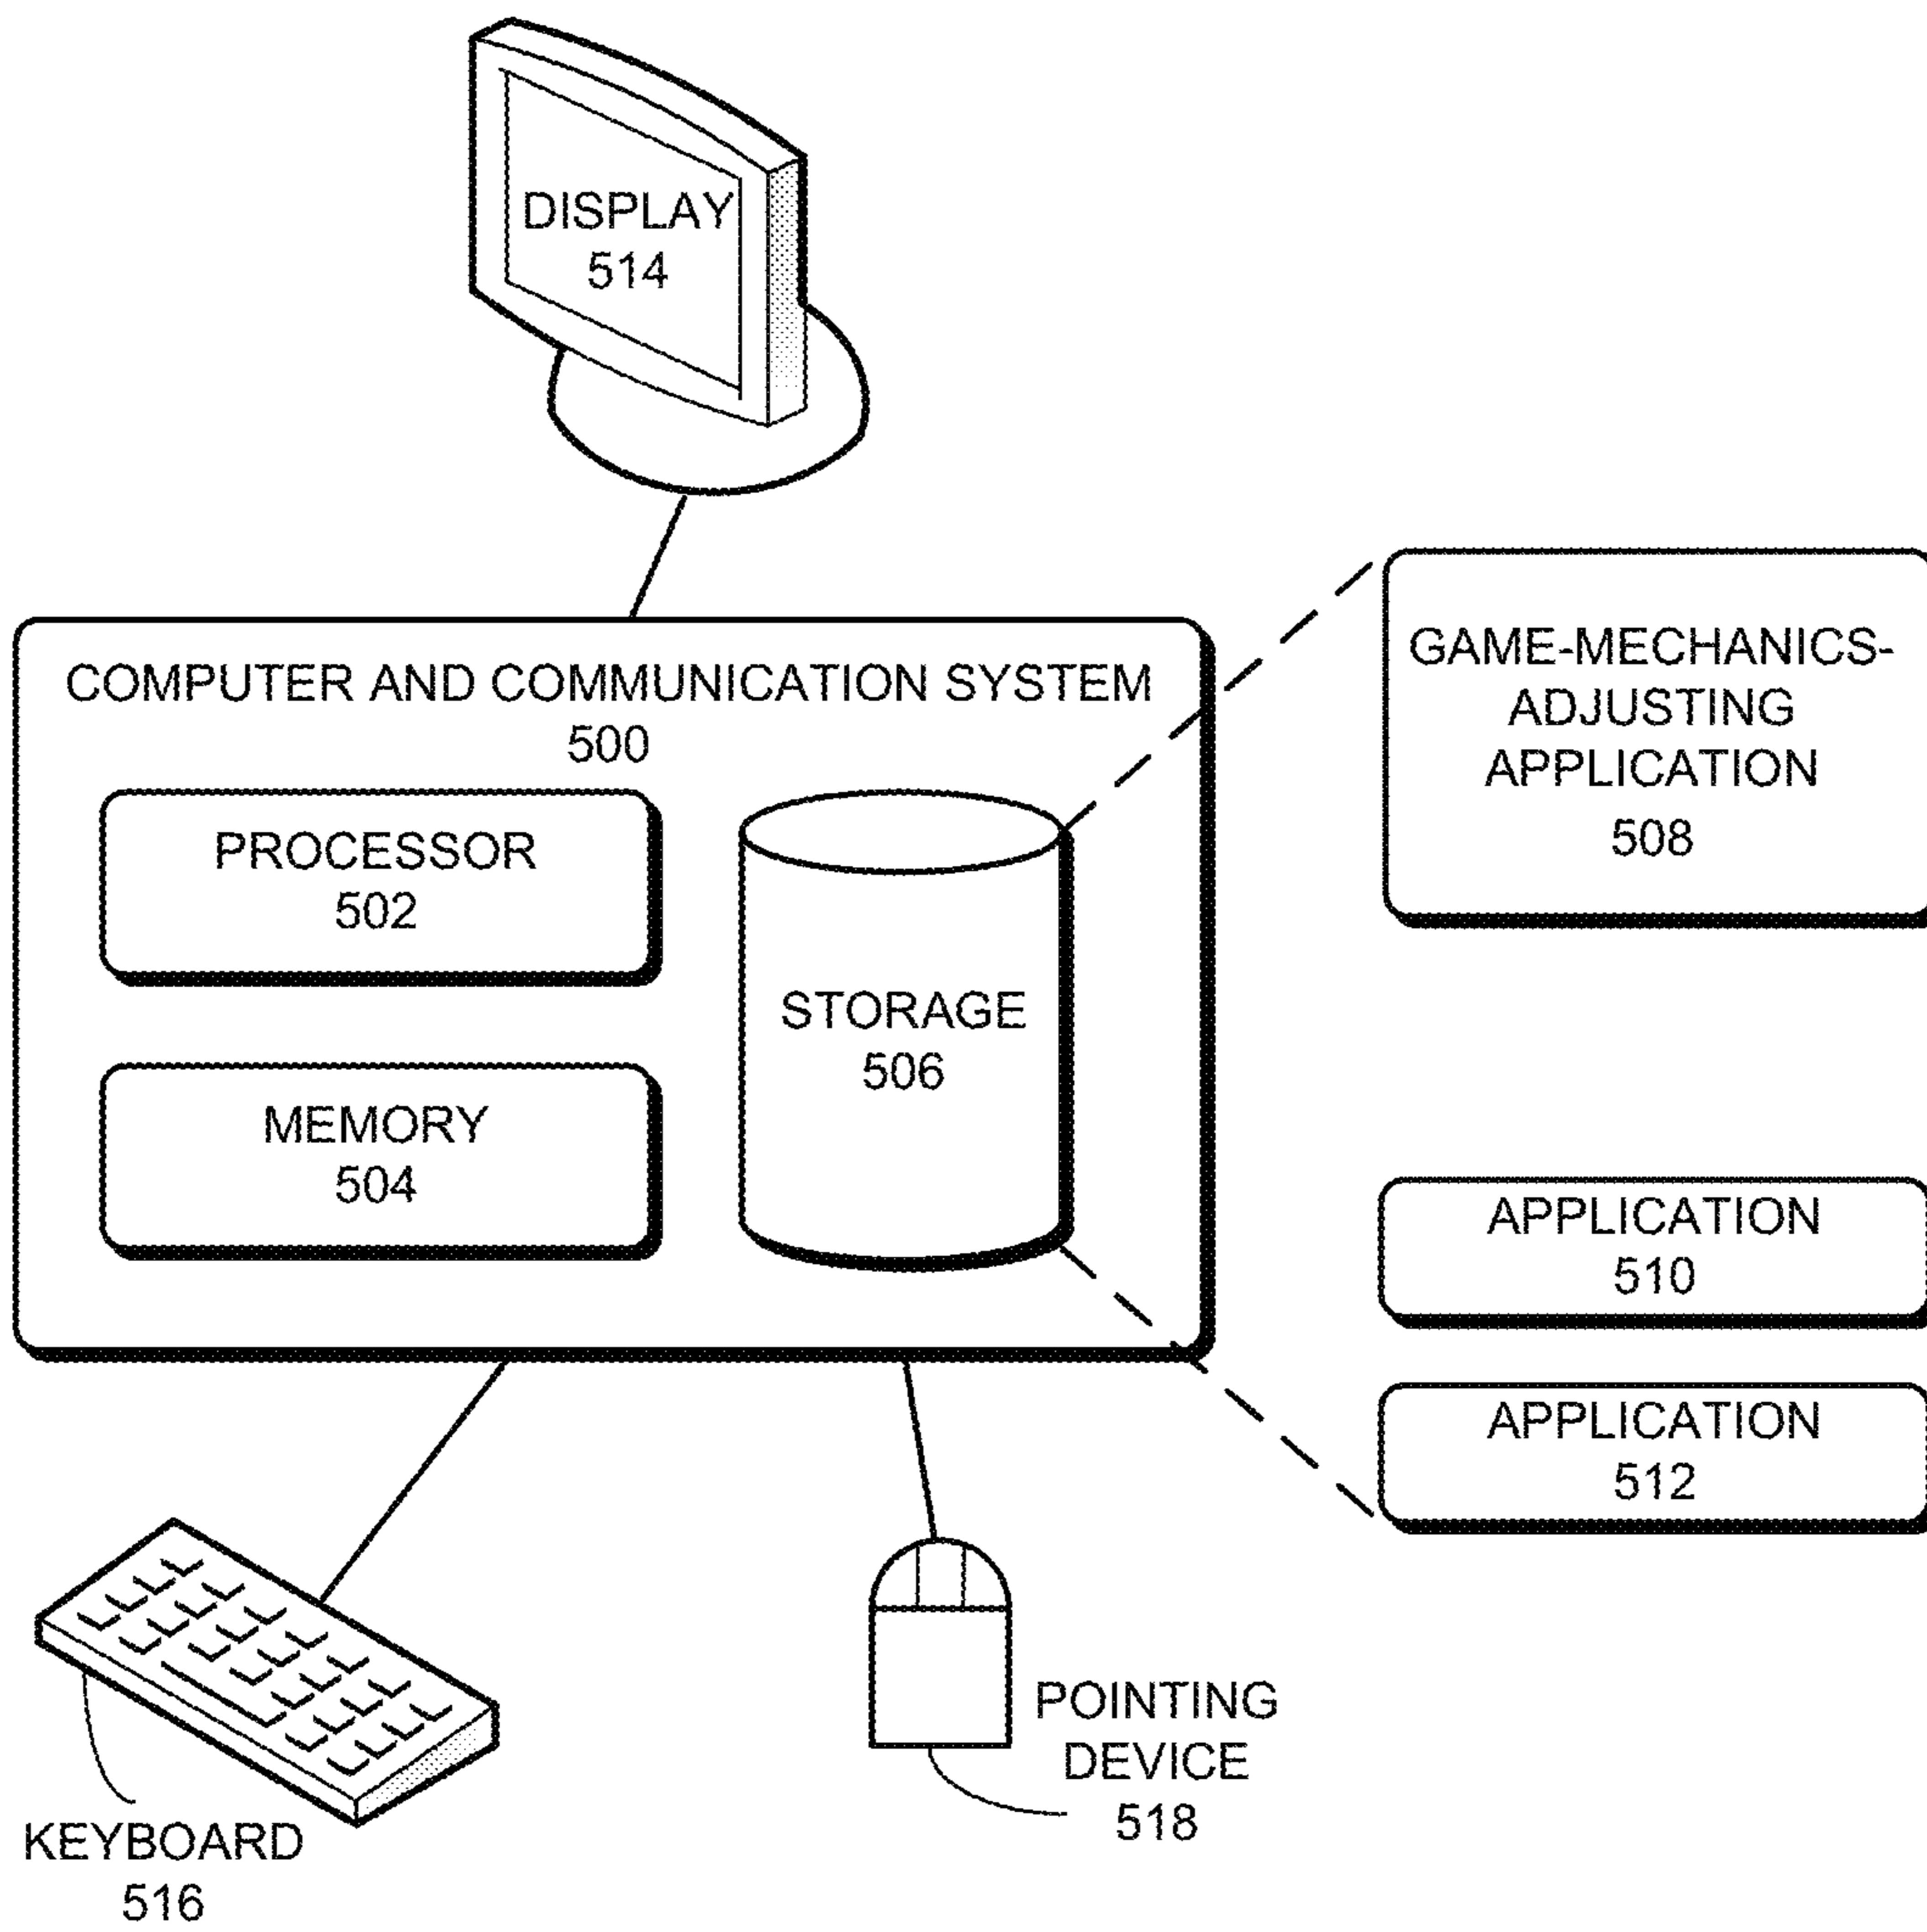 DISPLAY
514
COMPUTER AND COMMUNICATION SYSTEM
500
PROCESSOR
502
MEMORY
504
STORAGE
506
GAME-MECHANICS-
ADJUSTING
APPLICATION
508
APPLICATION
510
APPLICATION
512
KEYBOARD
516
POINTING
DEVICE
518